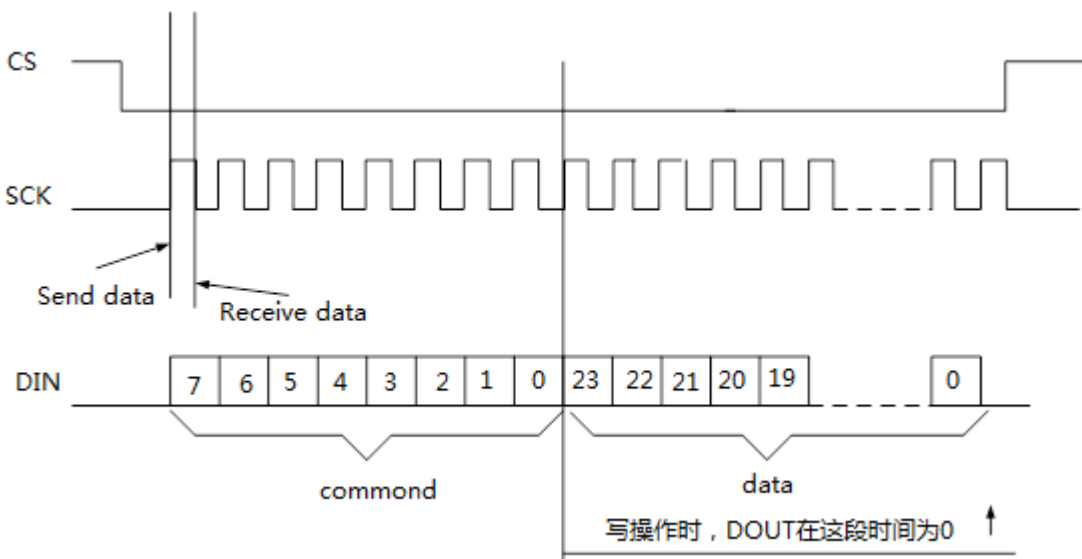 CS
SCK
Send data
Receive data
DIN 7 6 5 4 3 2 1 0 23 22 21 20 19 0
commond data
写操作时，DOUT在这段时间为0